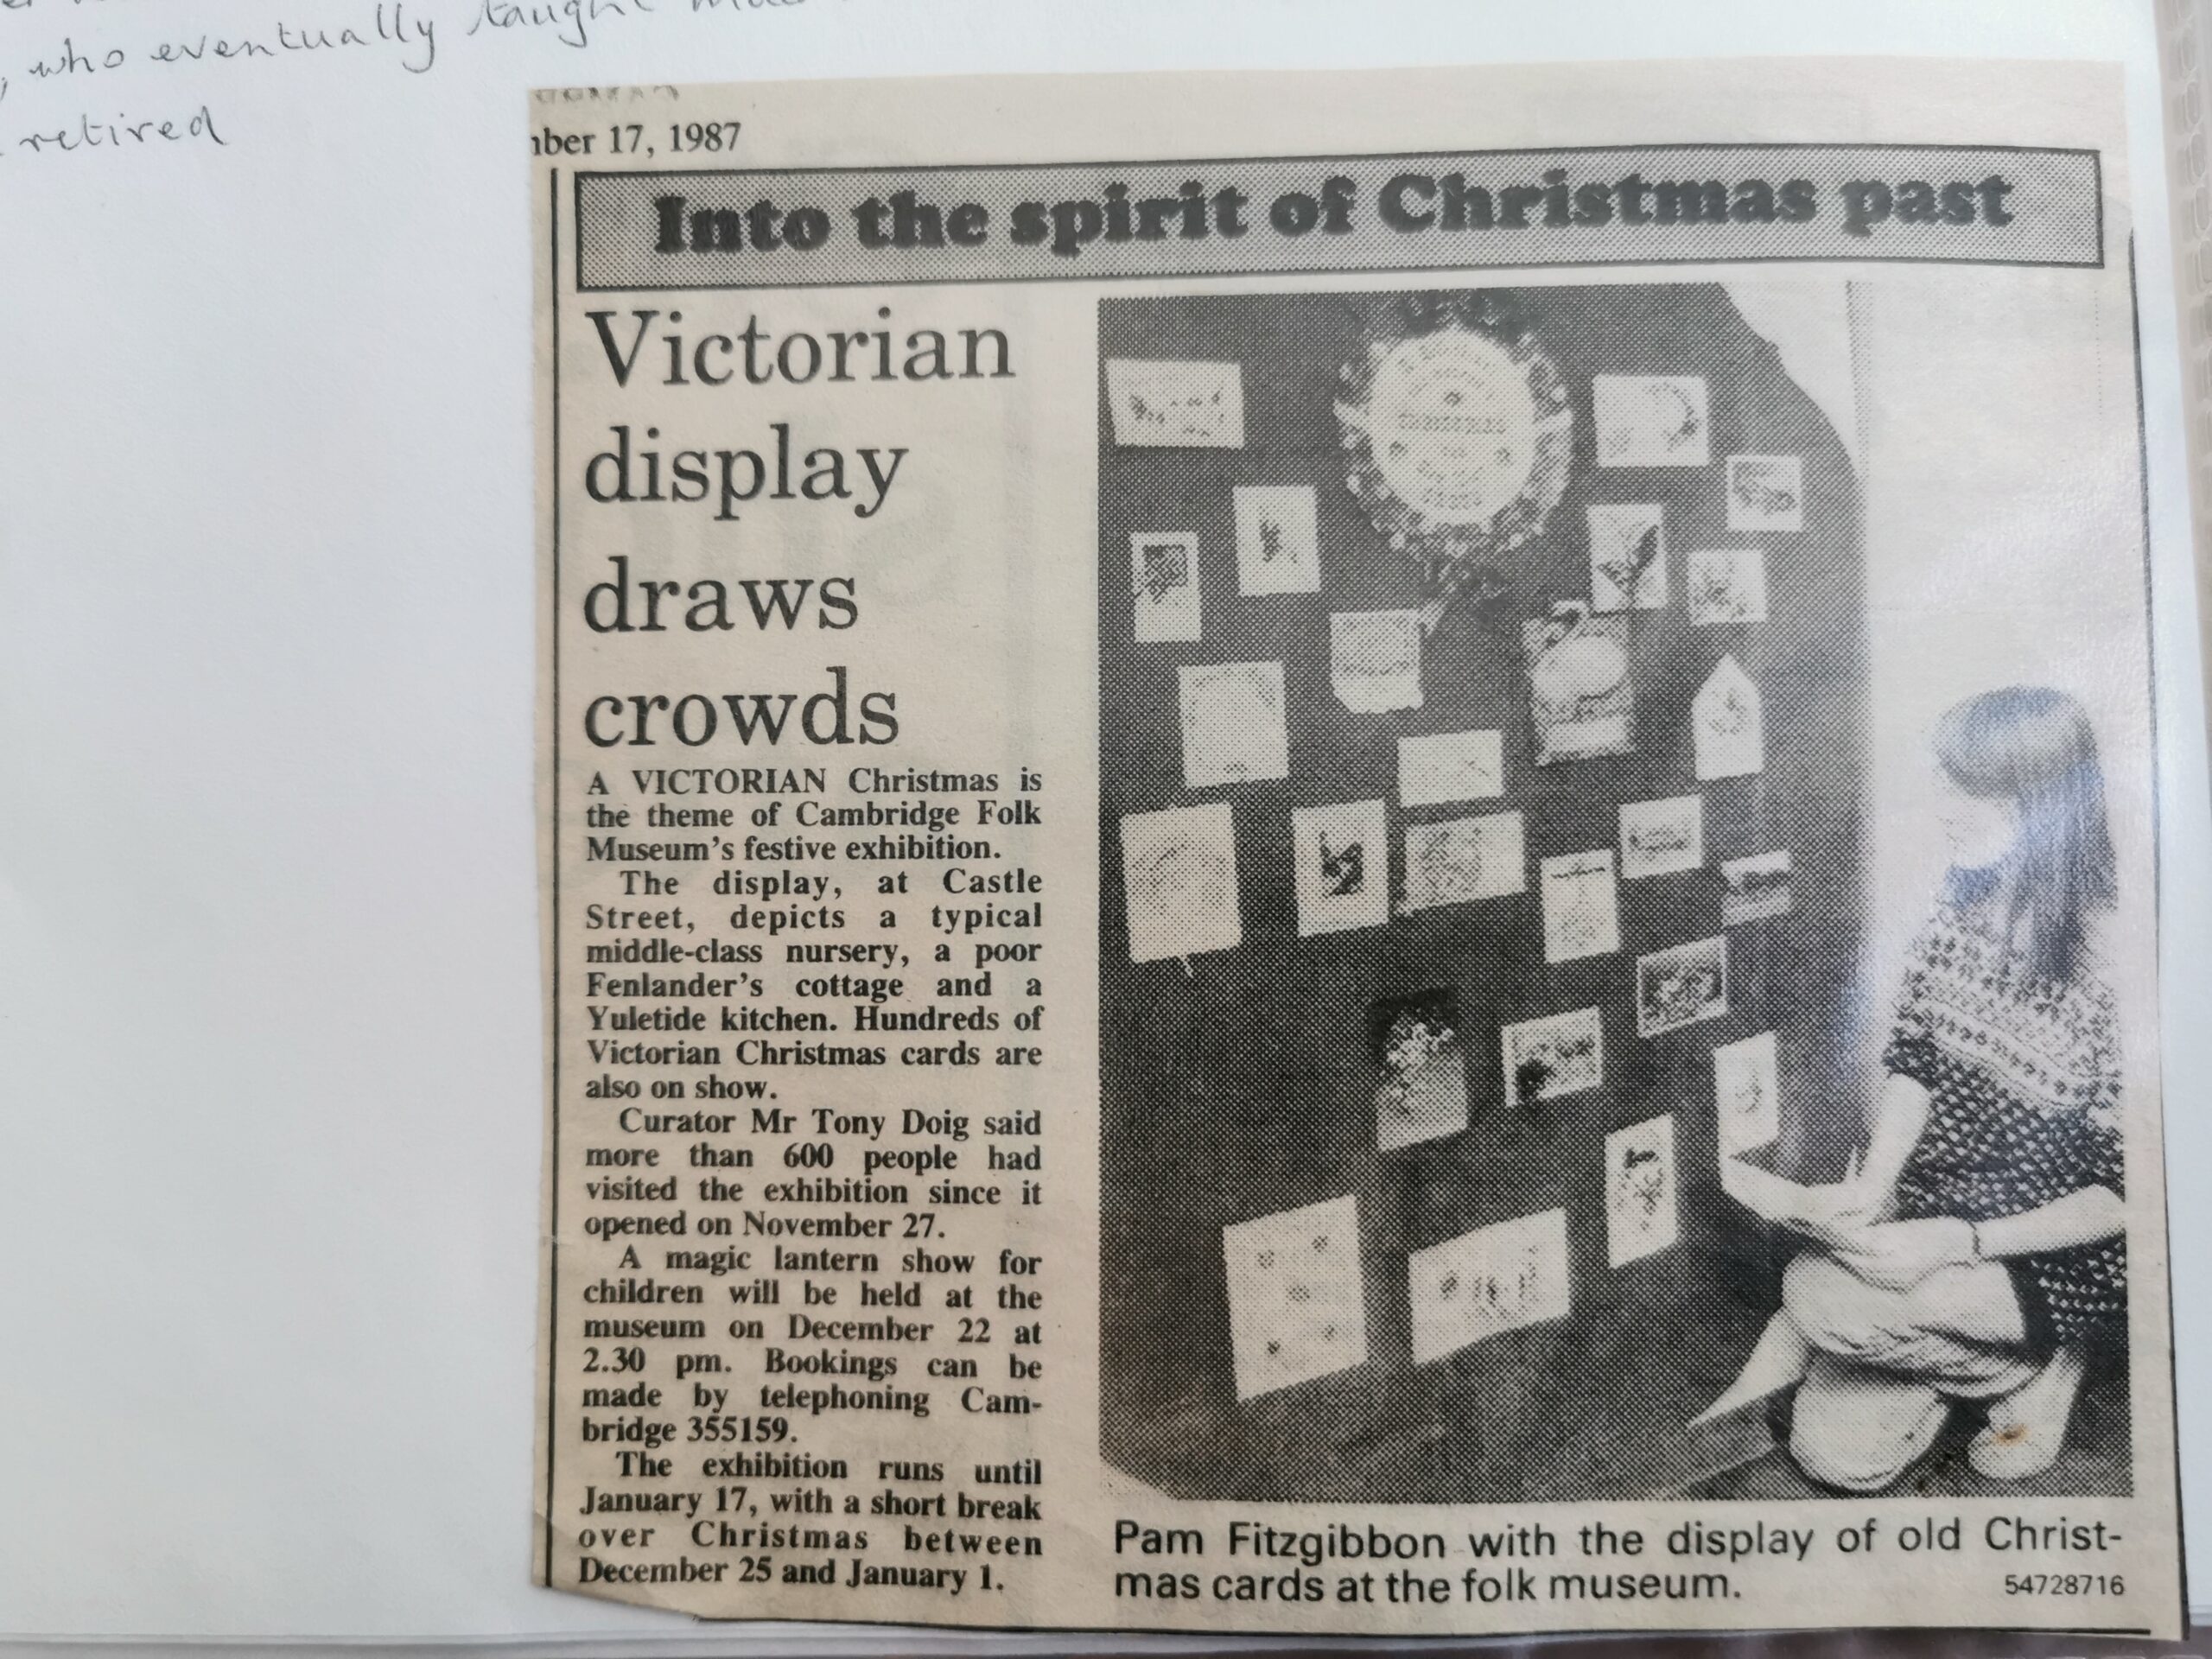 who eventually taught
retired
ber 17, 1987
Into the spirit of Christmas past
Victorian
display
draws
crowds
A VICTORIAN Christmas is
the theme of Cambridge Folk
Museum's festive exhibition.
The display, at Castle
Street, depicts a typical
middle-class nursery, a poor
Fenlander's cottage and a
Yuletide kitchen. Hundreds of
Victorian Christmas cards are
also on show.
Curator Mr Tony Doig said
more than 600 people had
visited the exhibition since it
opened on November 27.
A magic lantern show for
children will be held at the
museum on December 22 at
2.30 pm. Bookings can be
made by telephoning Cam-
bridge 355159.
The exhibition runs until
January 17, with a short break
over Christmas between
December 25 and January 1.
Pam Fitzgibbon with the display of old Christ-
mas cards at the folk museum.
54728716